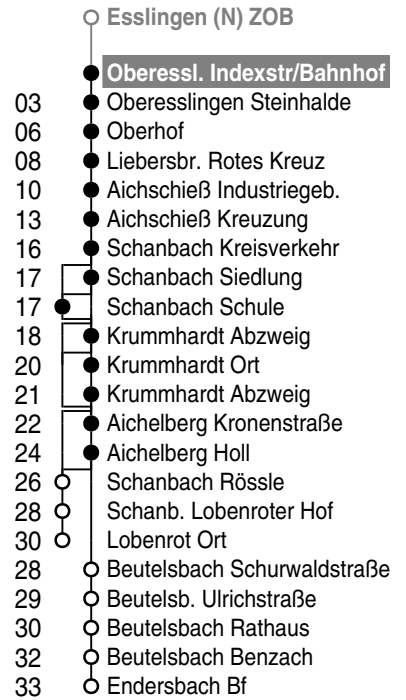 Esslingen (N) ZOB
Oberessl. Indexstr/Bahnhof
03 Oberesslingen Steinhalde
06 Oberhof
08 Liebersbr. Rotes Kreuz
10 Aichschieß Industriegeb.
13 Aichschieß Kreuzung
16 Schanbach Kreisverkehr
17 Schanbach Siedlung
17 Schanbach Schule
18 Krummhardt Abzweig
20 Krummhardt Ort
21 Krummhardt Abzweig
22 Aichelberg Kronenstraße
24 Aichelberg Holl
26 Schanbach Rössle
28 Schanb. Lobenroter Hof
30 Lobenrot Ort
28 Beutelsbach Schurwaldstraße
29 Beutelsb. Ulrichstraße
30 Beutelsbach Rathaus
32 Beutelsbach Benzach
33 Endersbach Bf